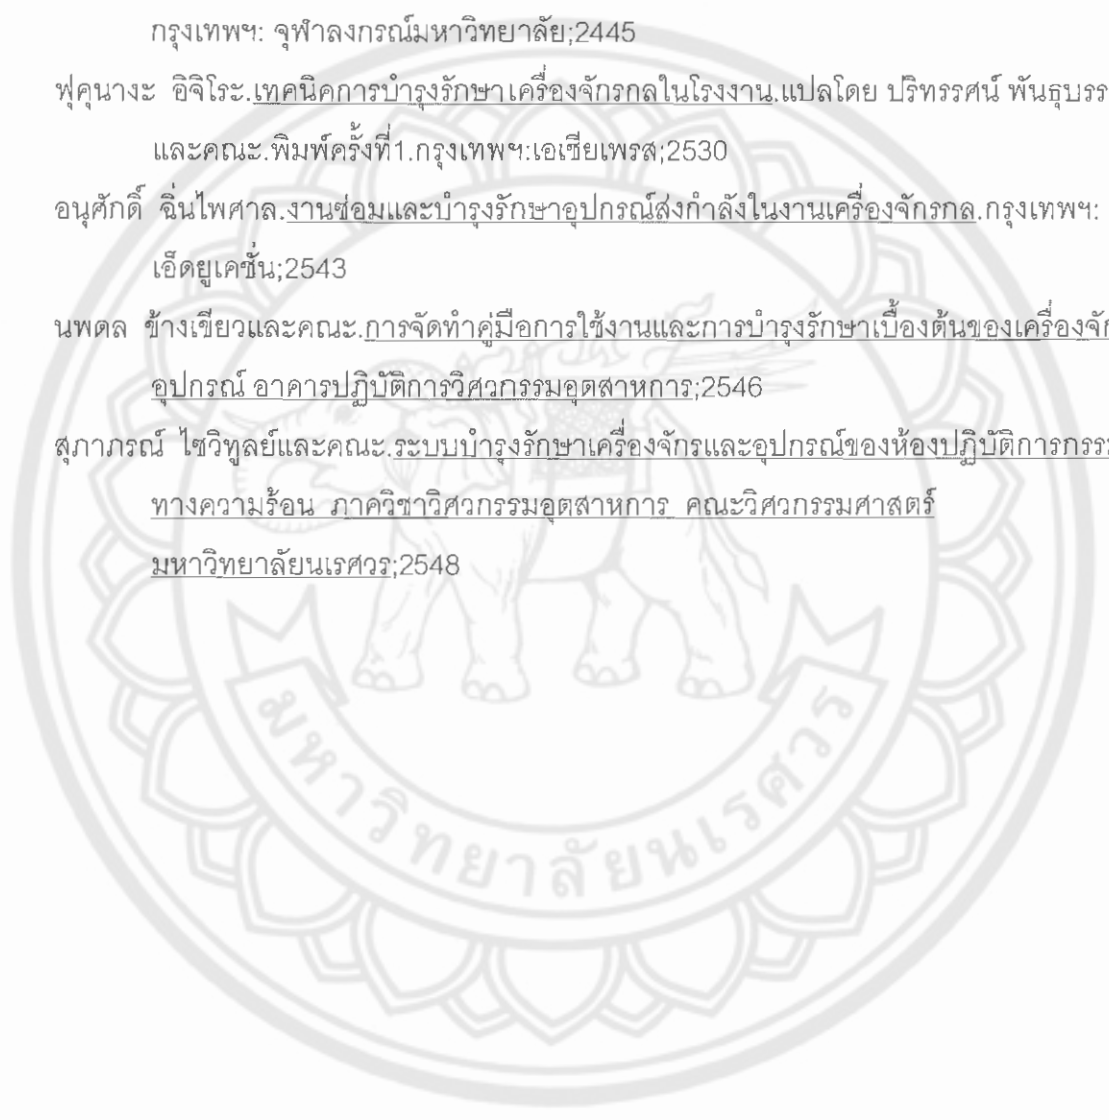 กรุงเทพฯ: จุฬาลงกรณ์มหาวิทยาลัย;2445
ฟุคุนางะ อิจิโระ.เทคนิคการบำรุงรักษาเครื่องจักรกลในโรงงาน.แปลโดย ปริทรรศน์ พันธุบรร
และคณะ.พิมพ์ครั้งที่1.กรุงเทพฯ:เอเชียเพรส;2530
อนุศักดิ์ ฉิ่นไพศาล.งานซ่อมและบำรุงรักษาอุปกรณ์ส่งกำลังในงานเครื่องจักรกล.กรุงเทพฯ:
เอ็ดยูเคชั่น;2543
นพดล ช้างเขียวและคณะ.การจัดทำคู่มือการใช้งานและการบำรุงรักษาเบื้องต้นของเครื่องจัก
อุปกรณ์ อาคารปฏิบัติการวิศวกรรมอุตสาหการ;2546
สุภาภรณ์ ไชวิทูลย์และคณะ.ระบบบำรุงรักษาเครื่องจักรและอุปกรณ์ของห้องปฏิบัติการกรร
ทางความร้อน ภาควิชาวิศวกรรมอุตสาหการ คณะวิศวกรรมศาสตร์
มหาวิทยาลัยนเรศวร;2548
มหาวิทยาลัยนเรศวร